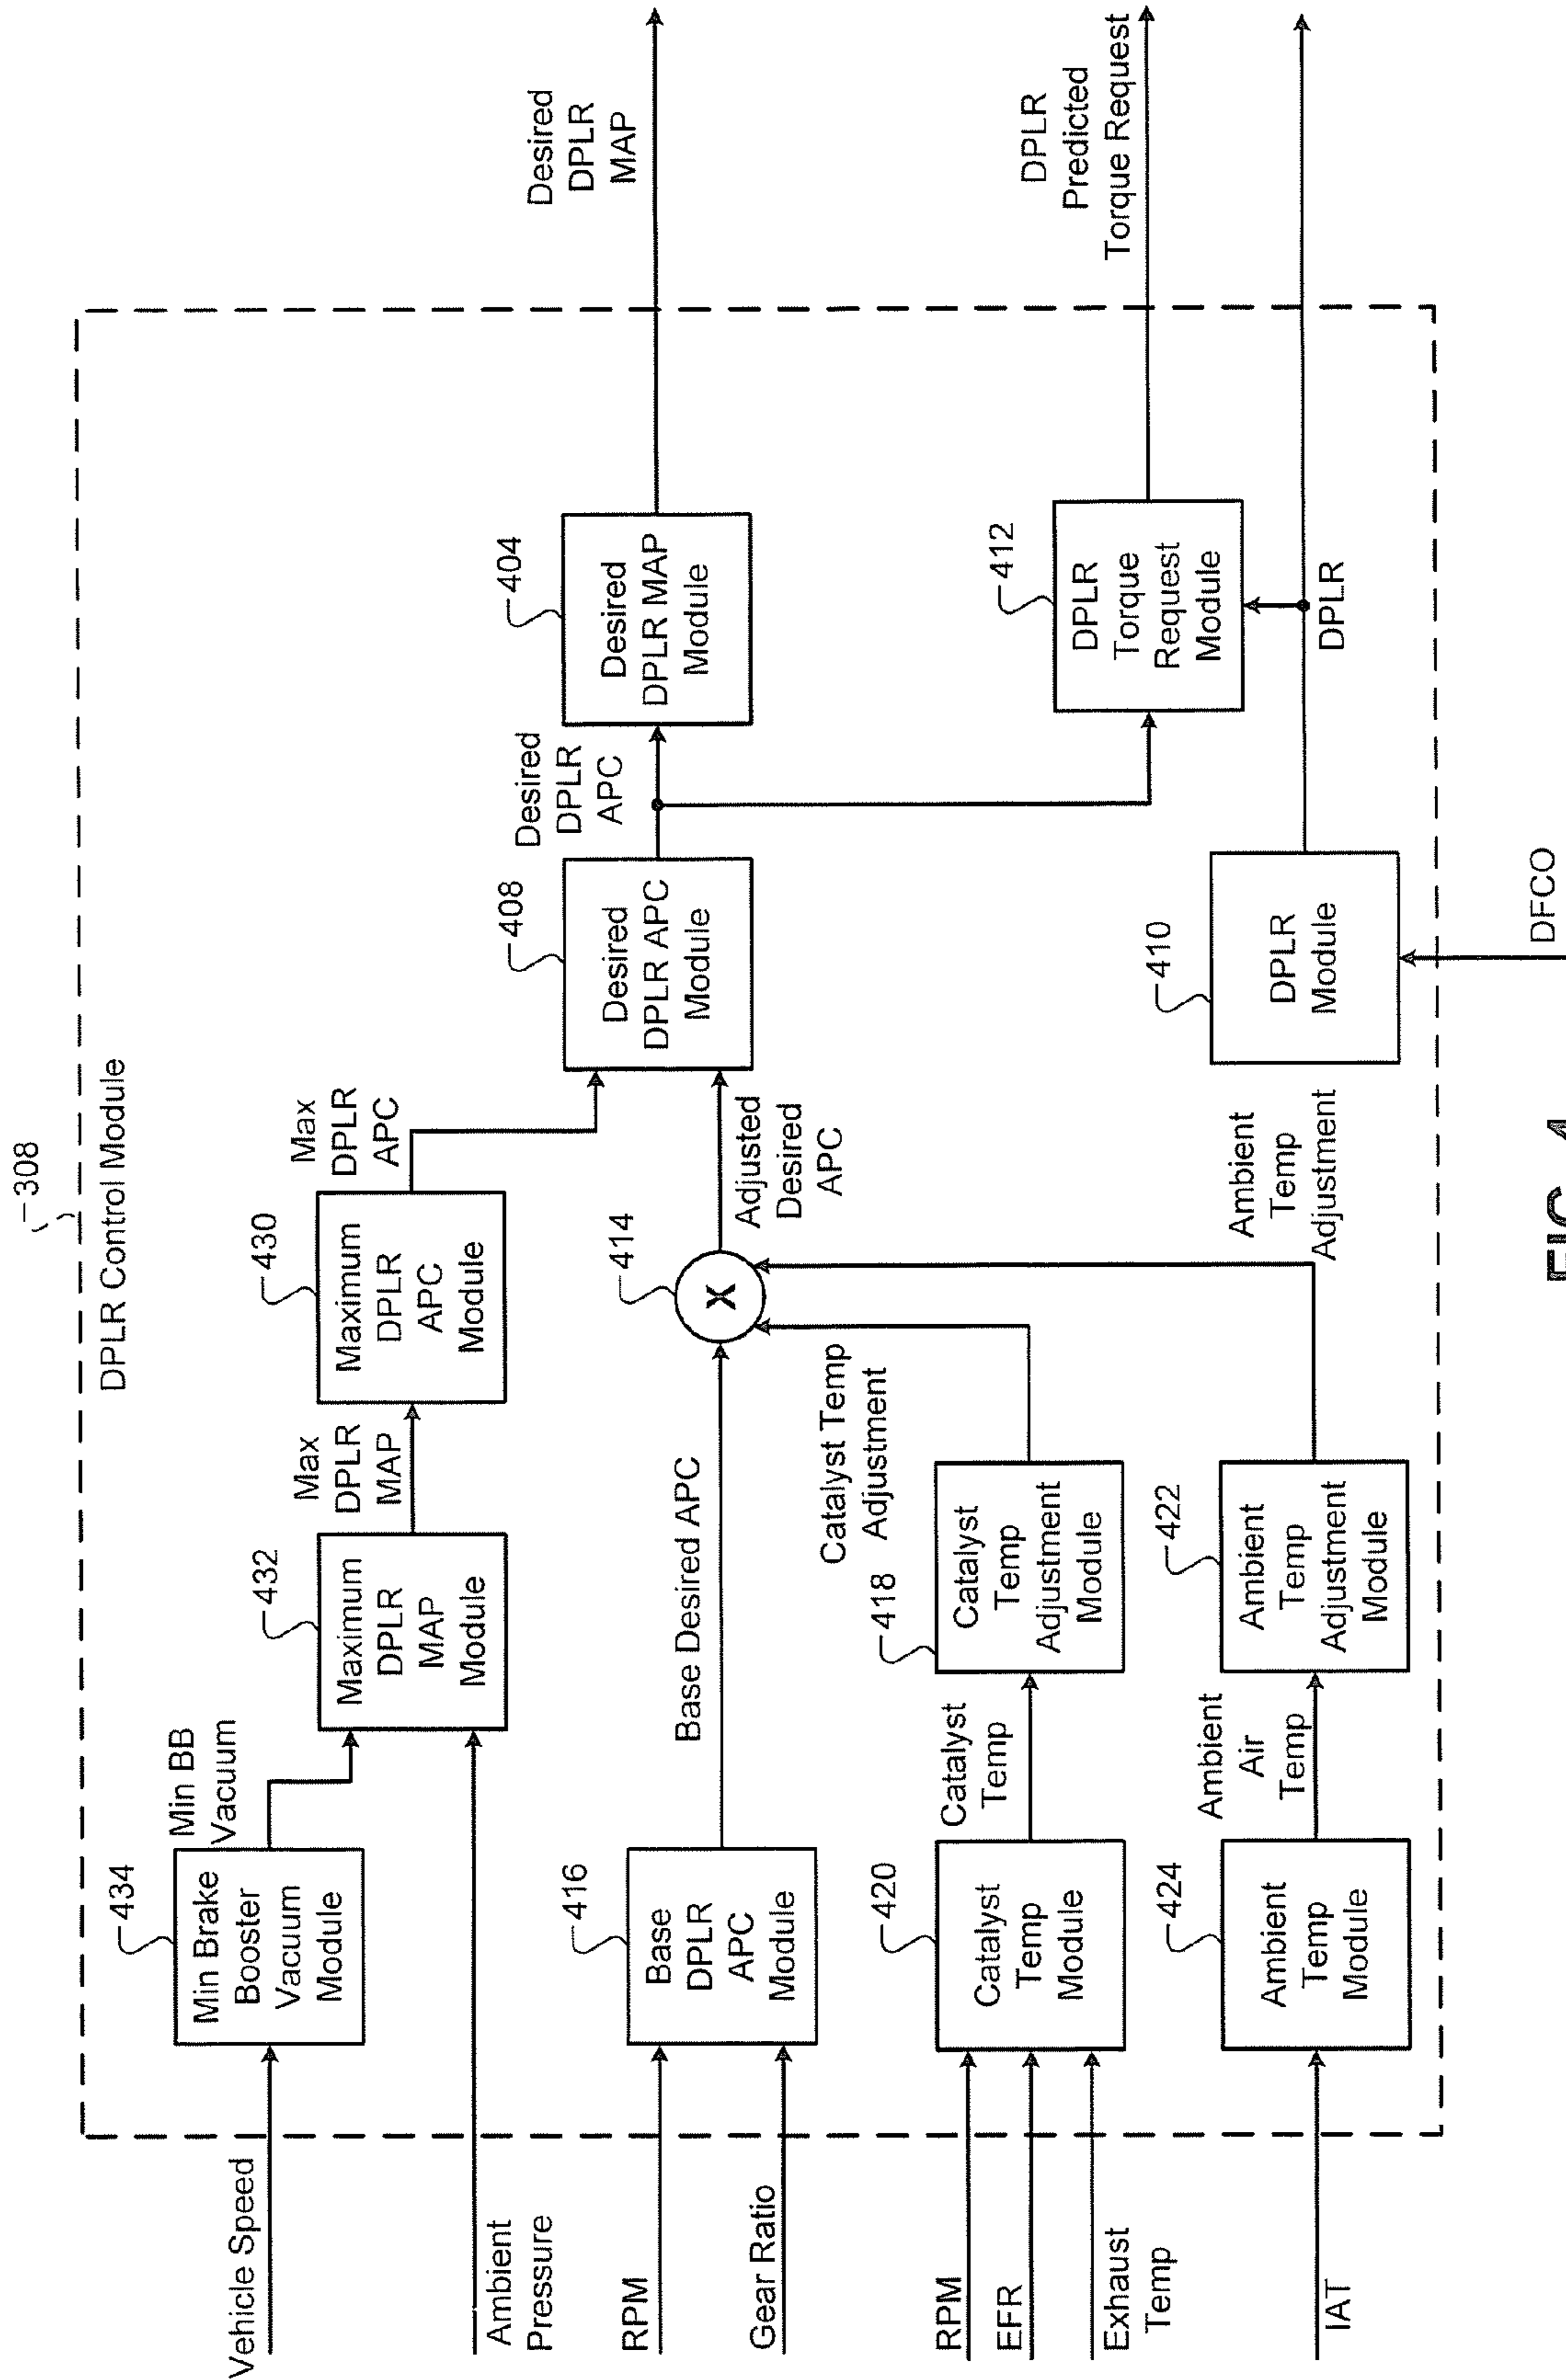 308
DPLR Control Module
Vehicle Speed
434
Min Brake
Booster
Vacuum
Module
Min BB
Vacuum
Ambient
Pressure
432
Maximum
DPLR
MAP
Module
Max
DPLR
MAP
430
Maximum
DPLR
APC
Module
Max
DPLR
APC
RPM
Gear Ratio
416
Base
DPLR
APC
Module
Base Desired APC
414
X
Adjusted
Desired
APC
408
Desired
DPLR APC
Module
Desired
DPLR
APC
404
Desired
DPLR MAP
Module
Desired
DPLR
MAP
RPM
EFR
Exhaust
Temp
420
Catalyst
Temp
Module
Catalyst
Temp
418
Catalyst
Temp
Adjustment
Module
Catalyst Temp
Adjustment
IAT
424
Ambient
Temp
Module
Ambient
Air
Temp
422
Ambient
Temp
Adjustment
Module
Ambient
Temp
Adjustment
410
DPLR
Module
DFCO
DPLR
412
DPLR
Torque
Request
Module
DPLR
Predicted
Torque Request
FIG. 4